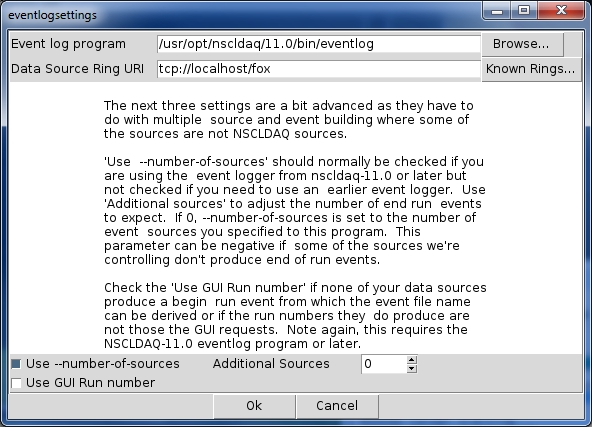 eventlogsettings
Event log program /usr/opt/nscldaq/11.0/bin/eventlog Browse...
Data Source Ring URI tcp://localhost/fox Known Rings...
The next three settings are a bit advanced as they have to
do with multiple source and event building where some of
the sources are not NSCLDAQ sources.
'Use --number-of-sources' should normally be checked if you
are using the event logger from nscldaq-11.0 or later but
not checked if you need to use an earlier event logger. Use
'Additional sources' to adjust the number of end run events
to expect. If 0, --number-of-sources is set to the number of
event sources you specified to this program. This
parameter can be negative if some of the sources we're
controlling don't produce end of run events.
Check the 'Use GUI Run number' if none of your data sources
produce a begin run event from which the event file name
can be derived or if the run numbers they do produce are
not those the GUI requests. Note again, this requires the
NSCLDAQ-11.0 eventlog program or later.
Use --number-of-sources Additional Sources 0
Use GUI Run number
Ok Cancel